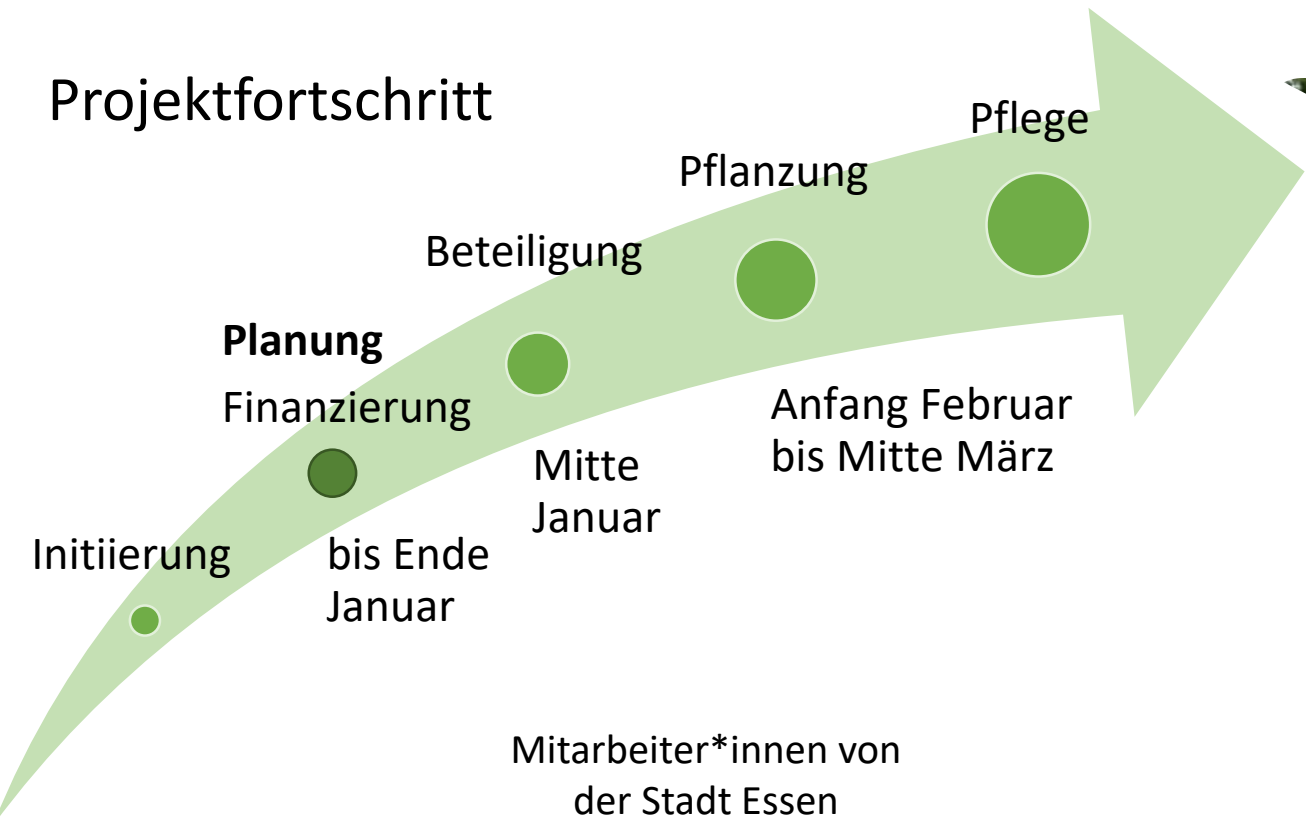 Projektfortschritt
Initiierung
Planung
Finanzierung
bis Ende
Januar
Beteiligung
Mitte
Januar
Pflanzung
Anfang Februar
bis Mitte März
Pflege
Mitarbeiter*innen von
der Stadt Essen